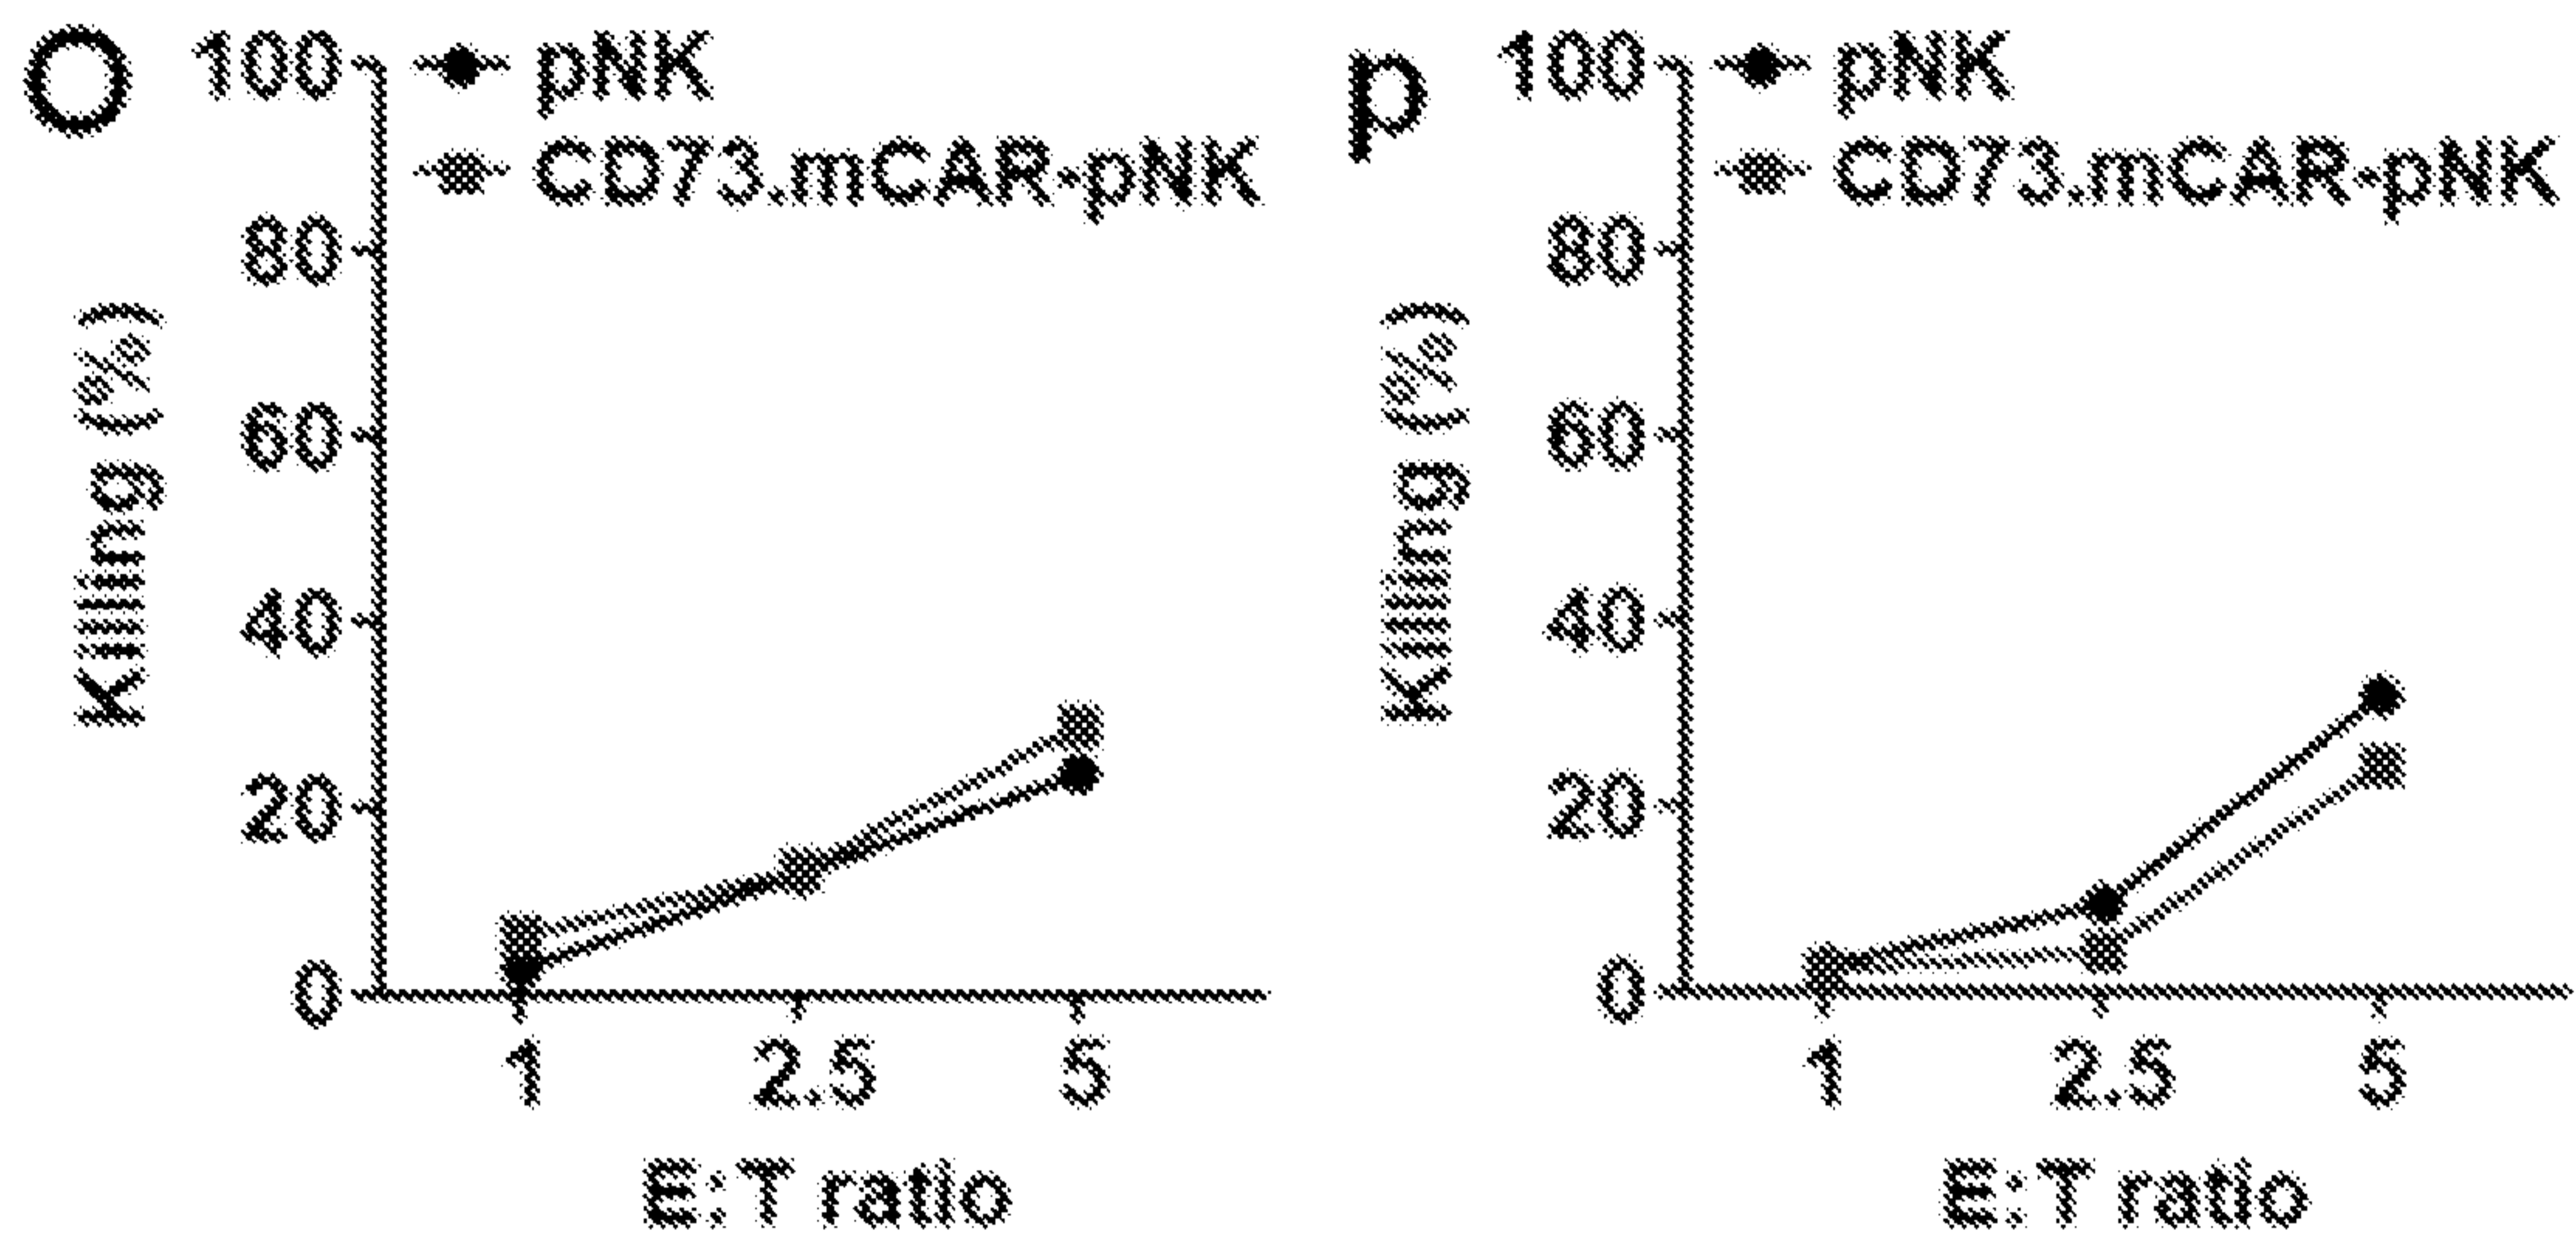 O
100
pNK
CD73.mCAR-pNK
80
60
40
20
0
Killing (%)
1
2.5
5
E:T ratio
p
100
pNK
CD73.mCAR-pNK
80
60
40
20
0
Killing (%)
1
2.5
5
E:T ratio